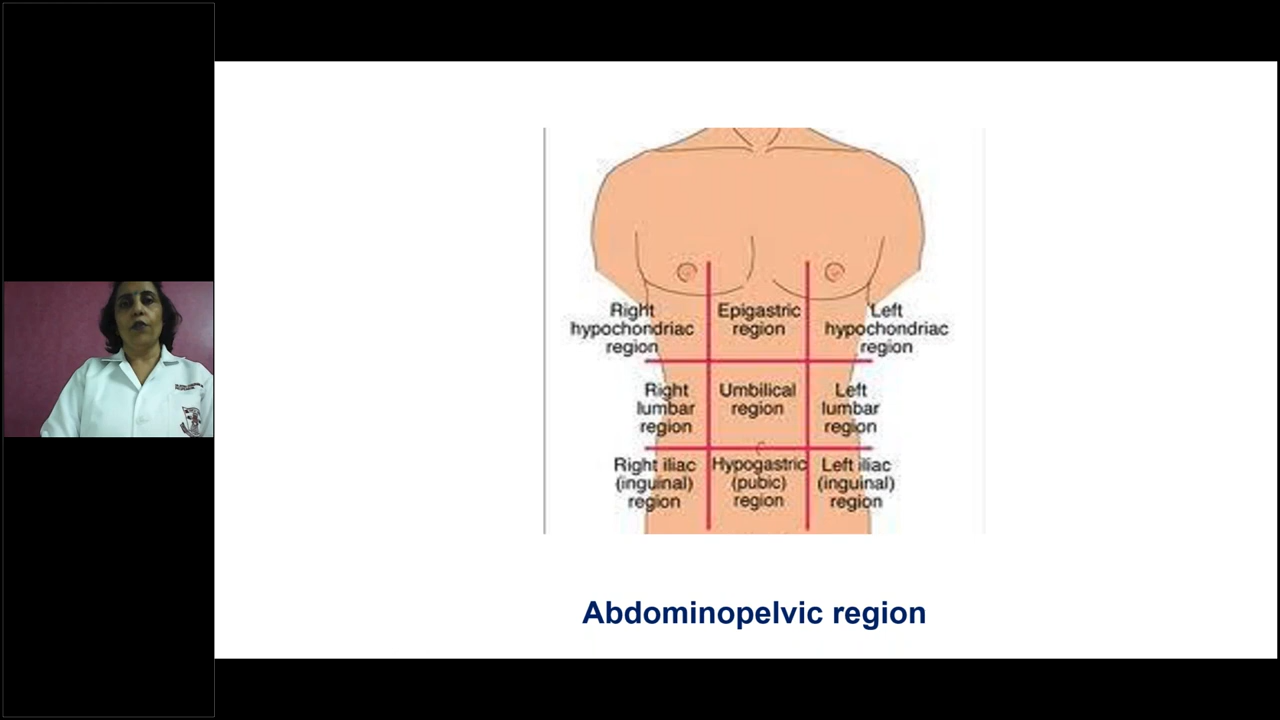 Right
hypochondriac
region
Epigastric
region
Left
hypochondriac
region
Right
lumbar
region
Umbilical
region
Left
lumbar
region
Right iliac
(inguinal)
region
Hypogastric
(pubic)
region
Left iliac
(inguinal)
region
Abdominopelvic region